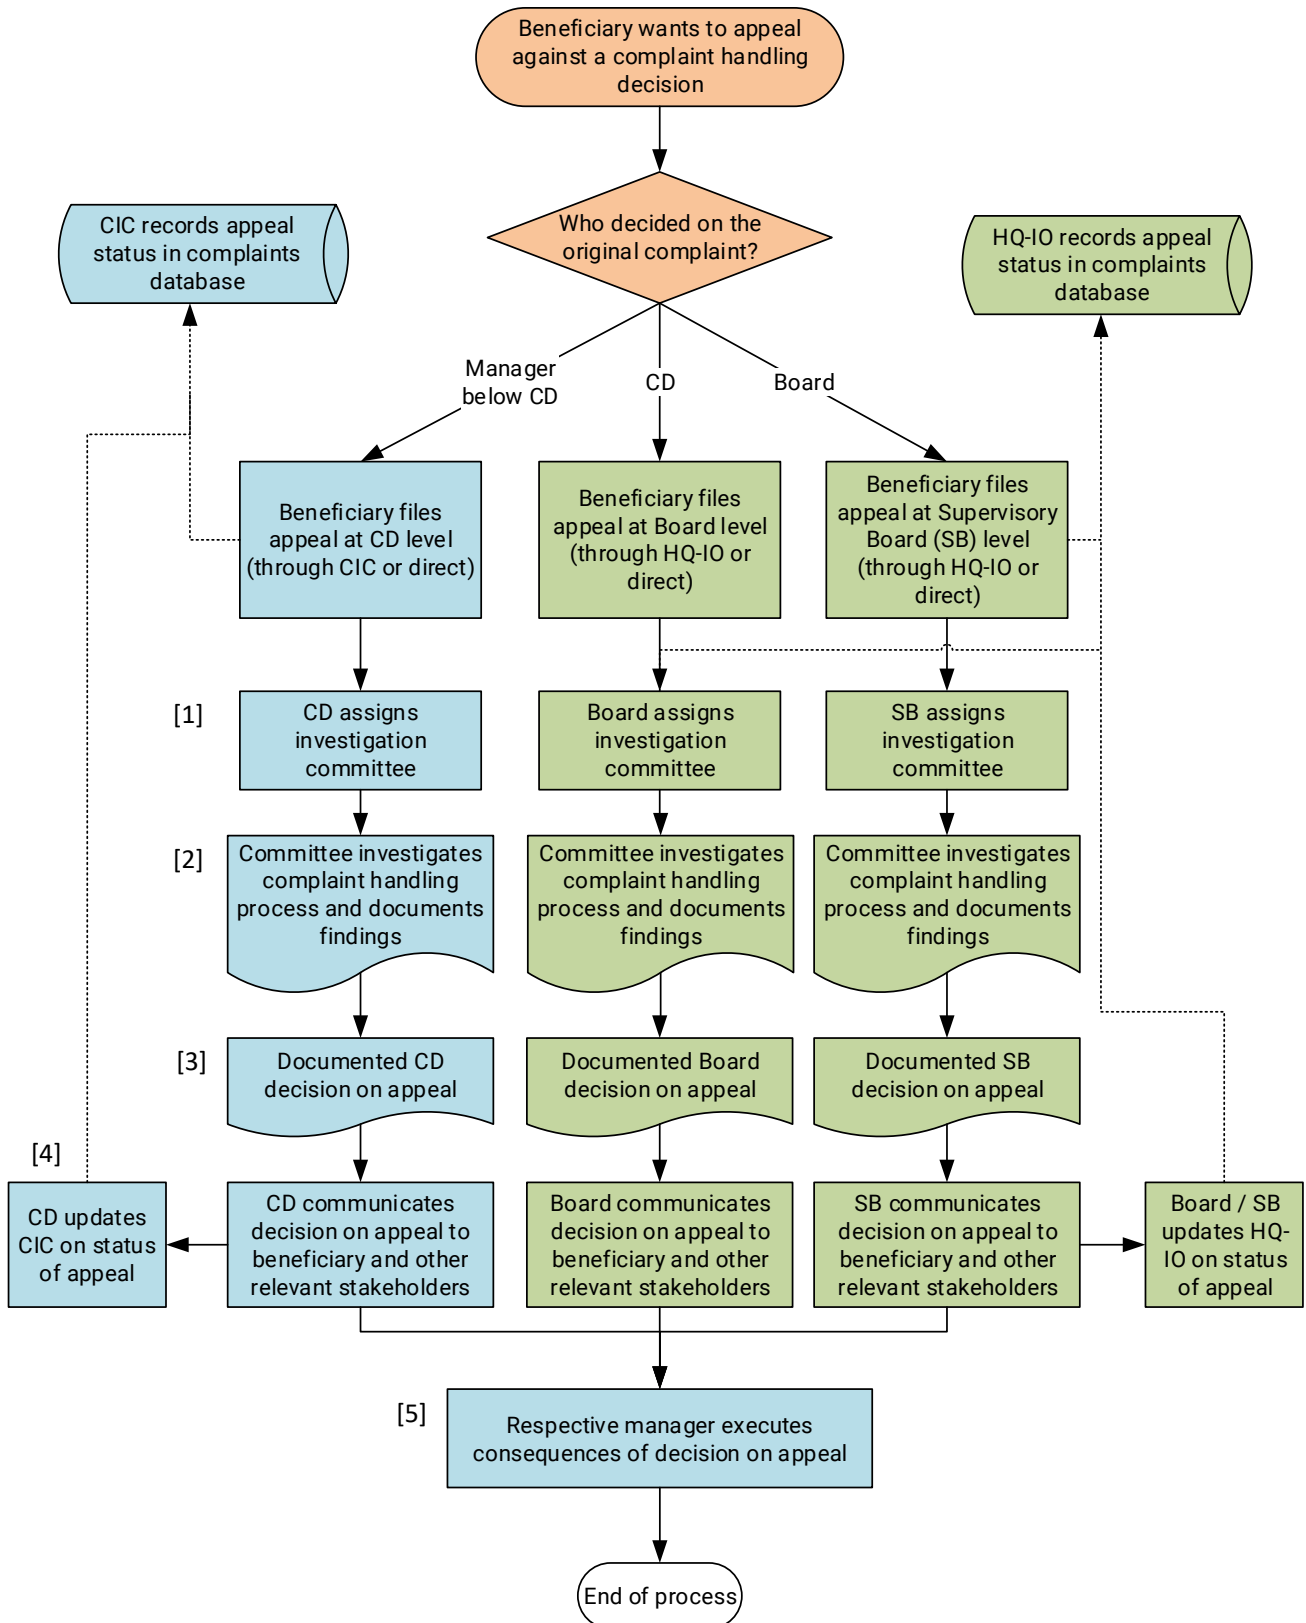 Beneficiary wants to appeal
against a complaint handling
decision
Who decided on the
original complaint?
CIC records appeal
status in complaints
database
HQ-IO records appeal
status in complaints
database
Manager
below CD
CD
Board
Beneficiary files
appeal at CD level
(through CIC or direct)
Beneficiary files
appeal at Board level
(through HQ-IO or
direct)
Beneficiary files
appeal at Supervisory
Board (SB) level
(through HQ-IO or
direct)
[1]
CD assigns
investigation
committee
Board assigns
investigation
committee
SB assigns
investigation
committee
[2]
Committee investigates
complaint handling
process and documents
findings
Committee investigates
complaint handling
process and documents
findings
Committee investigates
complaint handling
process and documents
findings
[3]
Documented CD
decision on appeal
Documented Board
decision on appeal
Documented SB
decision on appeal
[4]
CD updates
CIC on status
of appeal
CD communicates
decision on appeal to
beneficiary and other
relevant stakeholders
Board communicates
decision on appeal to
beneficiary and other
relevant stakeholders
SB communicates
decision on appeal to
beneficiary and other
relevant stakeholders
Board / SB
updates HQ-
IO on status
of appeal
[5]
Respective manager executes
consequences of decision on appeal
End of process